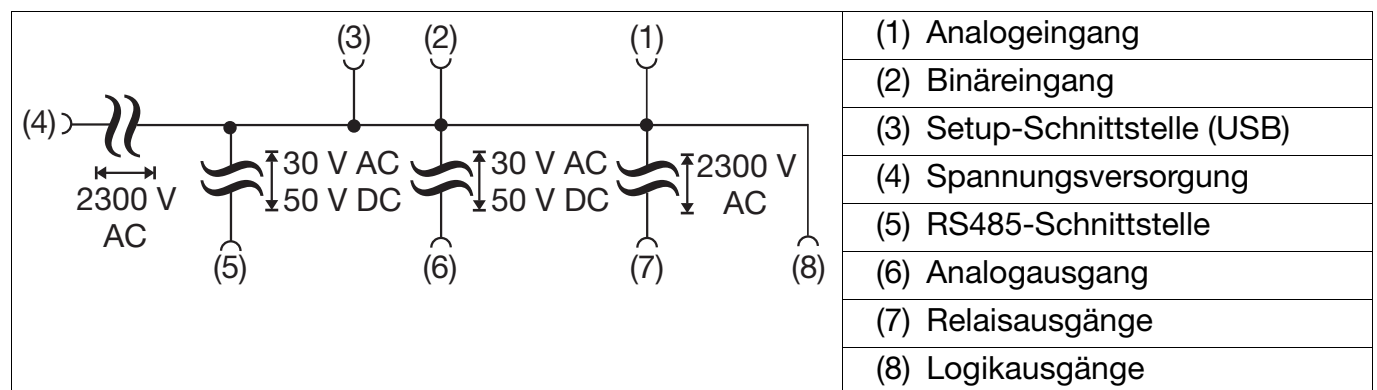 (3) (2) (1)
(4)
30 V AC 30 V AC 2300 V
50 V DC 50 V DC AC
2300 V
AC
(5) (6) (7) (8)
(1) Analogeingang
(2) Binäreingang
(3) Setup-Schnittstelle (USB)
(4) Spannungsversorgung
(5) RS485-Schnittstelle
(6) Analogausgang
(7) Relaisausgänge
(8) Logikausgänge